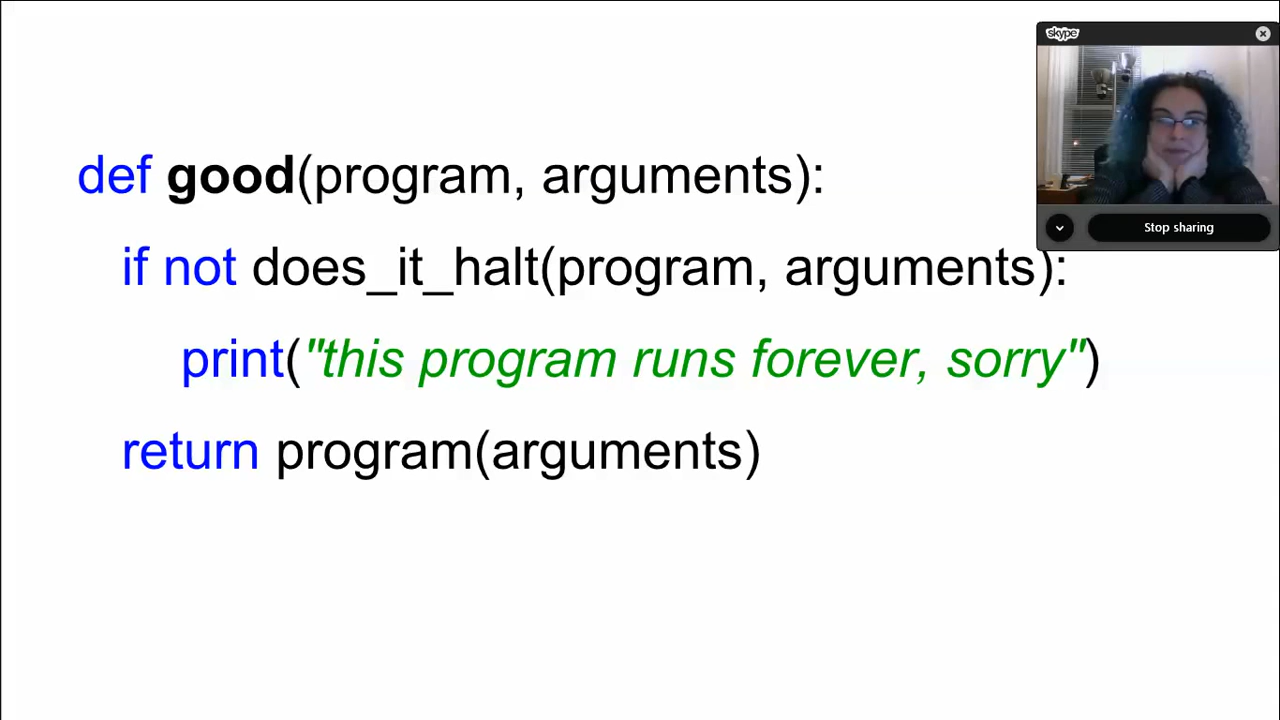 skype
def good(program, arguments):
if not does_it_halt(program, arguments):
print("this program runs forever, sorry")
return program(arguments)
Stop sharing